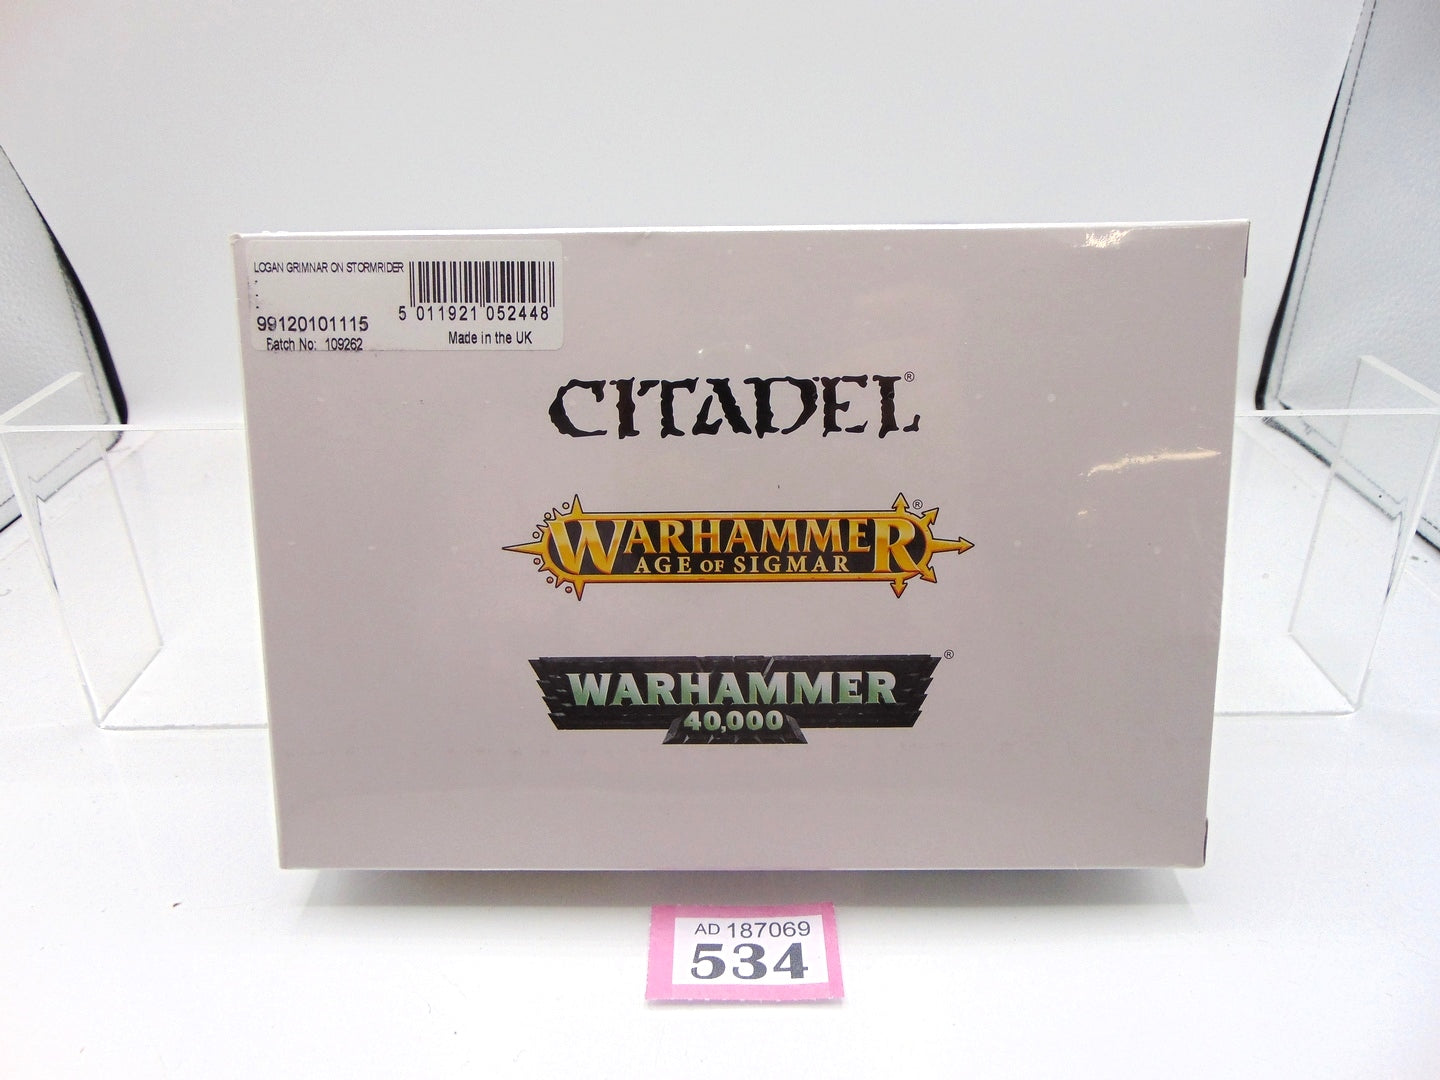 LOGAN GRIMNAR ON STORMRIDER
5 011921 052448
99120101115
Made in the UK
Batch No: 109262
CITADEL®
WARHAMMER®
AGE OF SIGMAR
WARHAMMER®
40,000
AD 187069
534